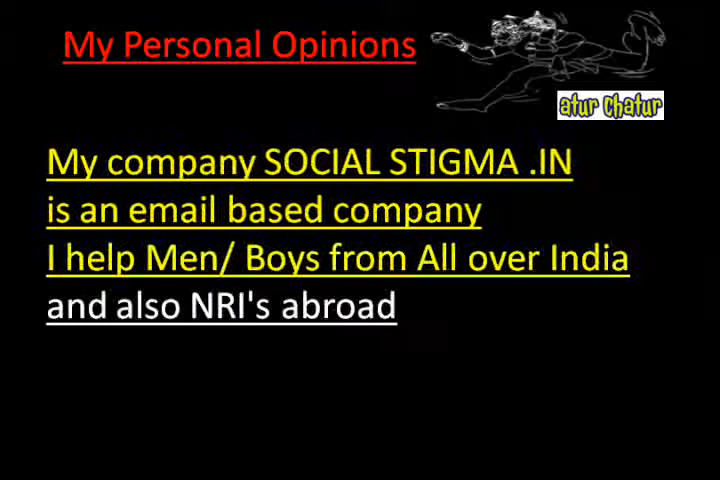 My Personal Opinions
atur chatur
My company SOCIAL STIGMA .IN
is an email based company
I help Men/ Boys from All over India
and also NRI's abroad